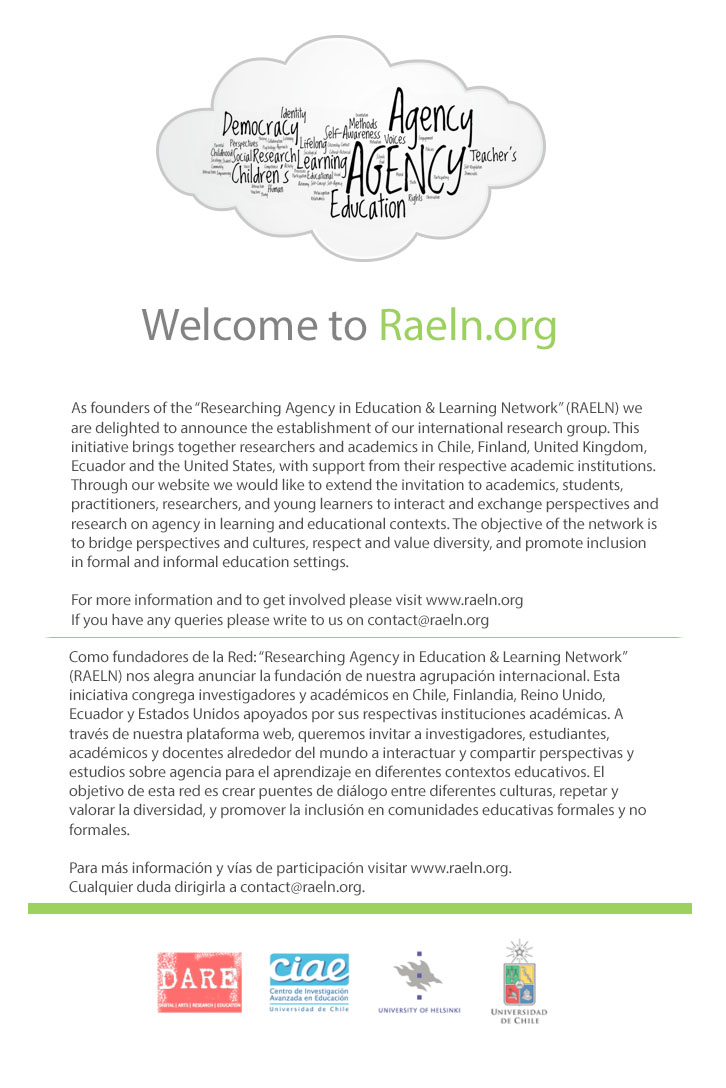 Agency
Identity
Democracy
Methods
Self-Awareness
Voices
Perspectives
Lifelong
Childhood
Social Research
Learning
AGENCY
Teacher's
Children's
Educational
Human
Education
Rights
Welcome to Raeln.org
As founders of the “Researching Agency in Education & Learning Network” (RAELN) we
are delighted to announce the establishment of our international research group. This
initiative brings together researchers and academics in Chile, Finland, United Kingdom,
Ecuador and the United States, with support from their respective academic institutions.
Through our website we would like to extend the invitation to academics, students,
practitioners, researchers, and young learners to interact and exchange perspectives and
research on agency in learning and educational contexts. The objective of the network is
to bridge perspectives and cultures, respect and value diversity, and promote inclusion
in formal and informal education settings.
For more information and to get involved please visit www.raeln.org
If you have any queries please write to us on contact@raeln.org
Como fundadores de la Red: “Researching Agency in Education & Learning Network”
(RAELN) nos alegra anunciar la fundación de nuestra agrupación internacional. Esta
iniciativa congrega investigadores y académicos en Chile, Finlandia, Reino Unido,
Ecuador y Estados Unidos apoyados por sus respectivas instituciones académicas. A
través de nuestra plataforma web, queremos invitar a investigadores, estudiantes,
académicos y docentes alrededor del mundo a interactuar y compartir perspectivas y
estudios sobre agencia para el aprendizaje en diferentes contextos educativos. El
objetivo de esta red es crear puentes de diálogo entre diferentes culturas, repetar y
valorar la diversidad, y promover la inclusión en comunidades educativas formales y no
formales.
Para más información y vías de participación visitar www.raeln.org.
Cualquier duda dirigirla a contact@raeln.org.
DARE
DIGITAL | ARTS | RESEARCH | EDUCATION
ciae
Centro de Investigación
Avanzada en Educación
Universidad de Chile
UNIVERSITY OF HELSINKI
UNIVERSIDAD
DE CHILE